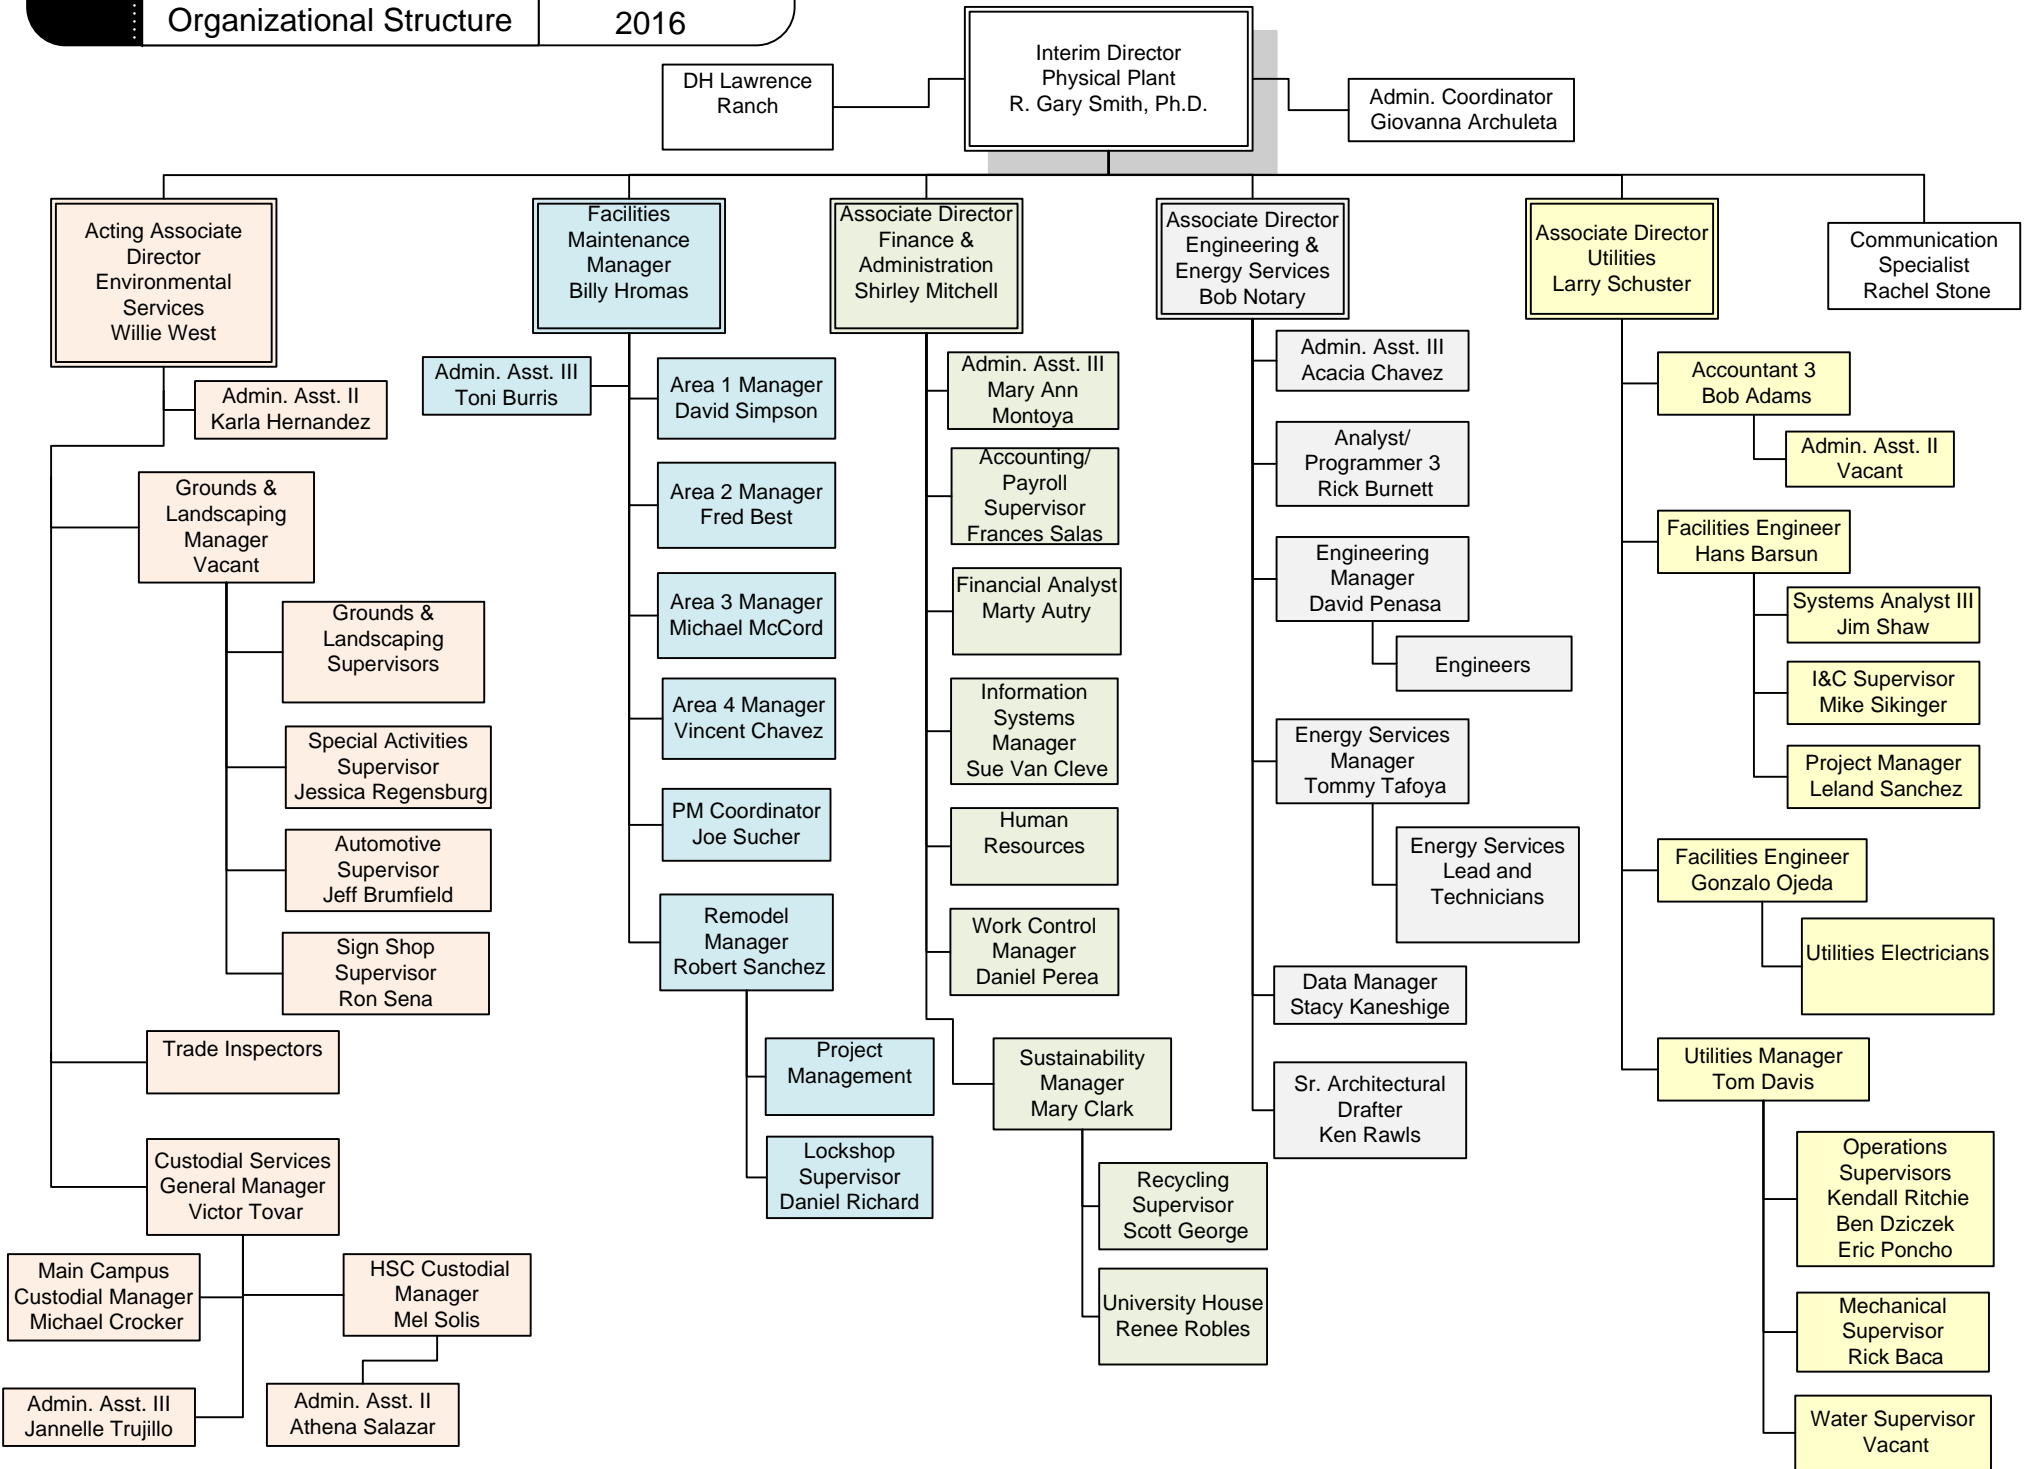 Organizational Structure
2016
Interim Director
Physical Plant
R. Gary Smith, Ph.D.
DH Lawrence
Ranch
Admin. Coordinator
Giovanna Archuleta
Acting Associate
Director
Environmental
Services
Willie West
Facilities
Maintenance
Manager
Billy Hromas
Associate Director
Finance &
Administration
Shirley Mitchell
Associate Director
Engineering &
Energy Services
Bob Notary
Associate Director
Utilities
Larry Schuster
Communication
Specialist
Rachel Stone
Admin. Asst. II
Karla Hernandez
Grounds &
Landscaping
Manager
Vacant
Grounds &
Landscaping
Supervisors
Special Activities
Supervisor
Jessica Regensburg
Automotive
Supervisor
Jeff Brumfield
Sign Shop
Supervisor
Ron Sena
Trade Inspectors
Custodial Services
General Manager
Victor Tovar
Main Campus
Custodial Manager
Michael Crocker
HSC Custodial
Manager
Mel Solis
Admin. Asst. III
Jannelle Trujillo
Admin. Asst. II
Athena Salazar
Admin. Asst. III
Toni Burris
Area 1 Manager
David Simpson
Area 2 Manager
Fred Best
Area 3 Manager
Michael McCord
Area 4 Manager
Vincent Chavez
PM Coordinator
Joe Sucher
Remodel
Manager
Robert Sanchez
Project
Management
Lockshop
Supervisor
Daniel Richard
Admin. Asst. III
Mary Ann
Montoya
Accounting/
Payroll
Supervisor
Frances Salas
Financial Analyst
Marty Autry
Information
Systems
Manager
Sue Van Cleve
Human
Resources
Work Control
Manager
Daniel Perea
Sustainability
Manager
Mary Clark
Recycling
Supervisor
Scott George
University House
Renee Robles
Admin. Asst. III
Acacia Chavez
Analyst/
Programmer 3
Rick Burnett
Engineering
Manager
David Penasa
Engineers
Energy Services
Manager
Tommy Tafoya
Energy Services
Lead and
Technicians
Data Manager
Stacy Kaneshige
Sr. Architectural
Drafter
Ken Rawls
Accountant 3
Bob Adams
Admin. Asst. II
Vacant
Facilities Engineer
Hans Barsun
Systems Analyst III
Jim Shaw
I&C Supervisor
Mike Sikinger
Project Manager
Leland Sanchez
Facilities Engineer
Gonzalo Ojeda
Utilities Electricians
Utilities Manager
Tom Davis
Operations
Supervisors
Kendall Ritchie
Ben Dziczek
Eric Poncho
Mechanical
Supervisor
Rick Baca
Water Supervisor
Vacant